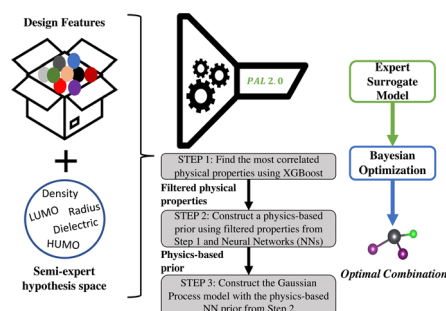 Design Features
PAL 2.0
Density
LUMO Radius
Dielectric
HUMO
Semi-expert
hypothesis space
STEP 1: Find the most correlated
physical properties using XGBoost
Filtered physical
properties
STEP 2: Construct a physics-based
prior using filtered properties from
Step 1 and Neural Networks (NNs)
Physics-based
prior
STEP 3: Construct the Gaussian
Process model with the physics-based
NN prior from Step 2
Expert
Surrogate
Model
Bayesian
Optimization
Optimal Combination